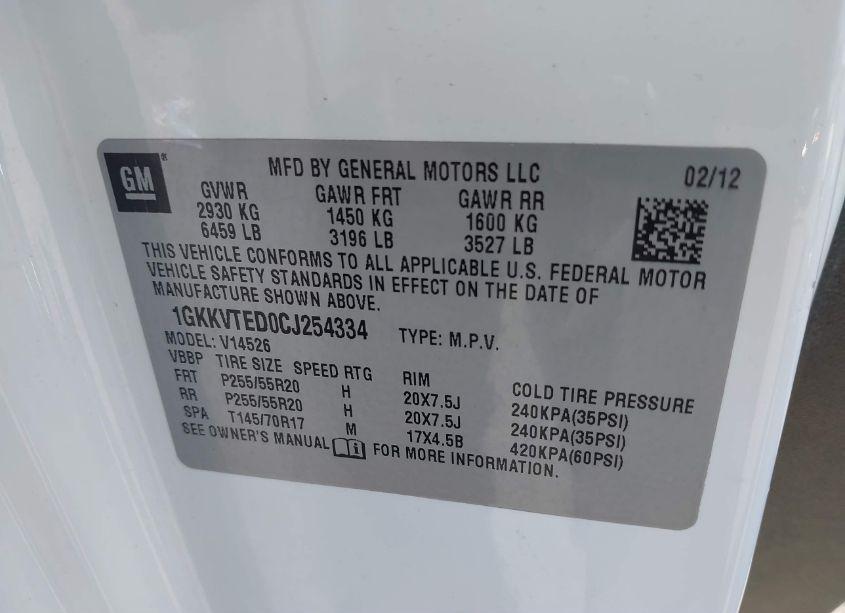 GM®
MFD BY GENERAL MOTORS LLC 02/12
GVWR GAWR FRT GAWR RR
2930 KG 1450 KG 1600 KG
6459 LB 3196 LB 3527 LB
THIS VEHICLE CONFORMS TO ALL APPLICABLE U.S. FEDERAL MOTOR
VEHICLE SAFETY STANDARDS IN EFFECT ON THE DATE OF
MANUFACTURE SHOWN ABOVE.
1GKKVTED0CJ254334 TYPE: M.P.V.
MODEL: V14526
VBBP TIRE SIZE SPEED RTG RIM COLD TIRE PRESSURE
FRT P255/55R20 H 20X7.5J 240KPA(35PSI)
RR P255/55R20 H 20X7.5J 240KPA(35PSI)
SPA T145/70R17 M 17X4.5B 420KPA(60PSI)
SEE OWNER'S MANUAL FOR MORE INFORMATION.